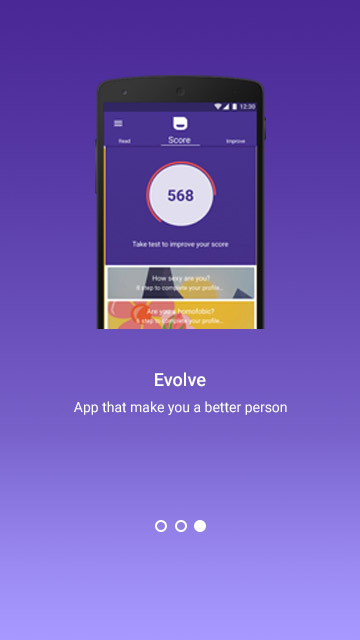 12:30
Read
Score
Improve
568
Take test to improve your score
How sexy are you?
6 step to complete your profile..
Are you a homofobic?
6 step to complete your profile..
Evolve
App that make you a better person